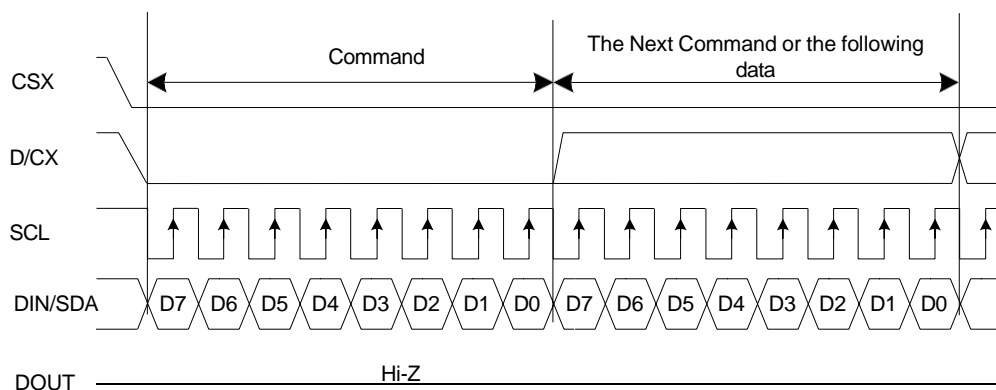 Command
The Next Command or the following
data
CSX
D/CX
SCL
DIN/SDA D7 D6 D5 D4 D3 D2 D1 D0 D7 D6 D5 D4 D3 D2 D1 D0
Hi-Z
DOUT